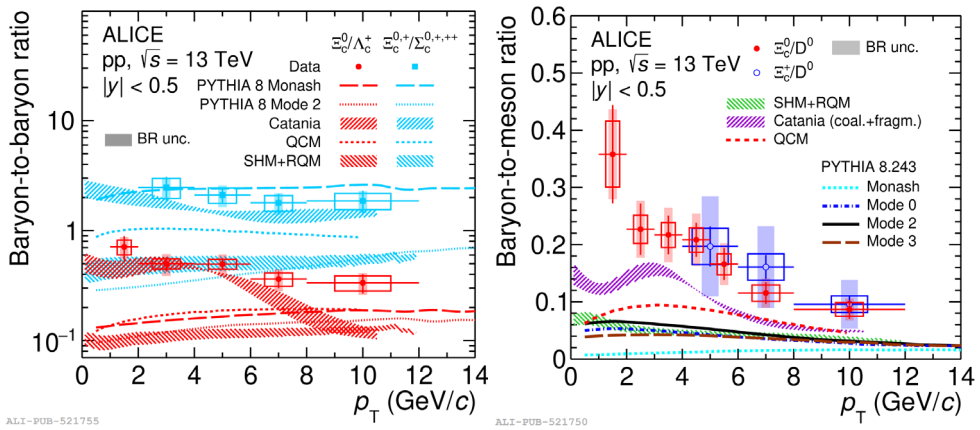 Baryon-to-baryon ratio
ALICE
pp, √s = 13 TeV
|y| < 0.5
Ξc⁰/Λc⁺ Ξc⁰,⁺/Σc⁰,⁺,⁺⁺
Data
PYTHIA 8 Monash
PYTHIA 8 Mode 2
Catania
QCM
SHM+RQM
BR unc.
10
1
10⁻¹
0 2 4 6 8 10 12 14
pT (GeV/c)
ALI-PUB-521755
Baryon-to-meson ratio
ALICE
pp, √s = 13 TeV
|y| < 0.5
Ξc⁰/D⁰
Ξc⁺/D⁰
BR unc.
SHM+RQM
Catania (coal.+fragm.)
QCM
PYTHIA 8.243
Monash
Mode 0
Mode 2
Mode 3
0.6
0.5
0.4
0.3
0.2
0.1
0
0 2 4 6 8 10 12 14
pT (GeV/c)
ALI-PUB-521750